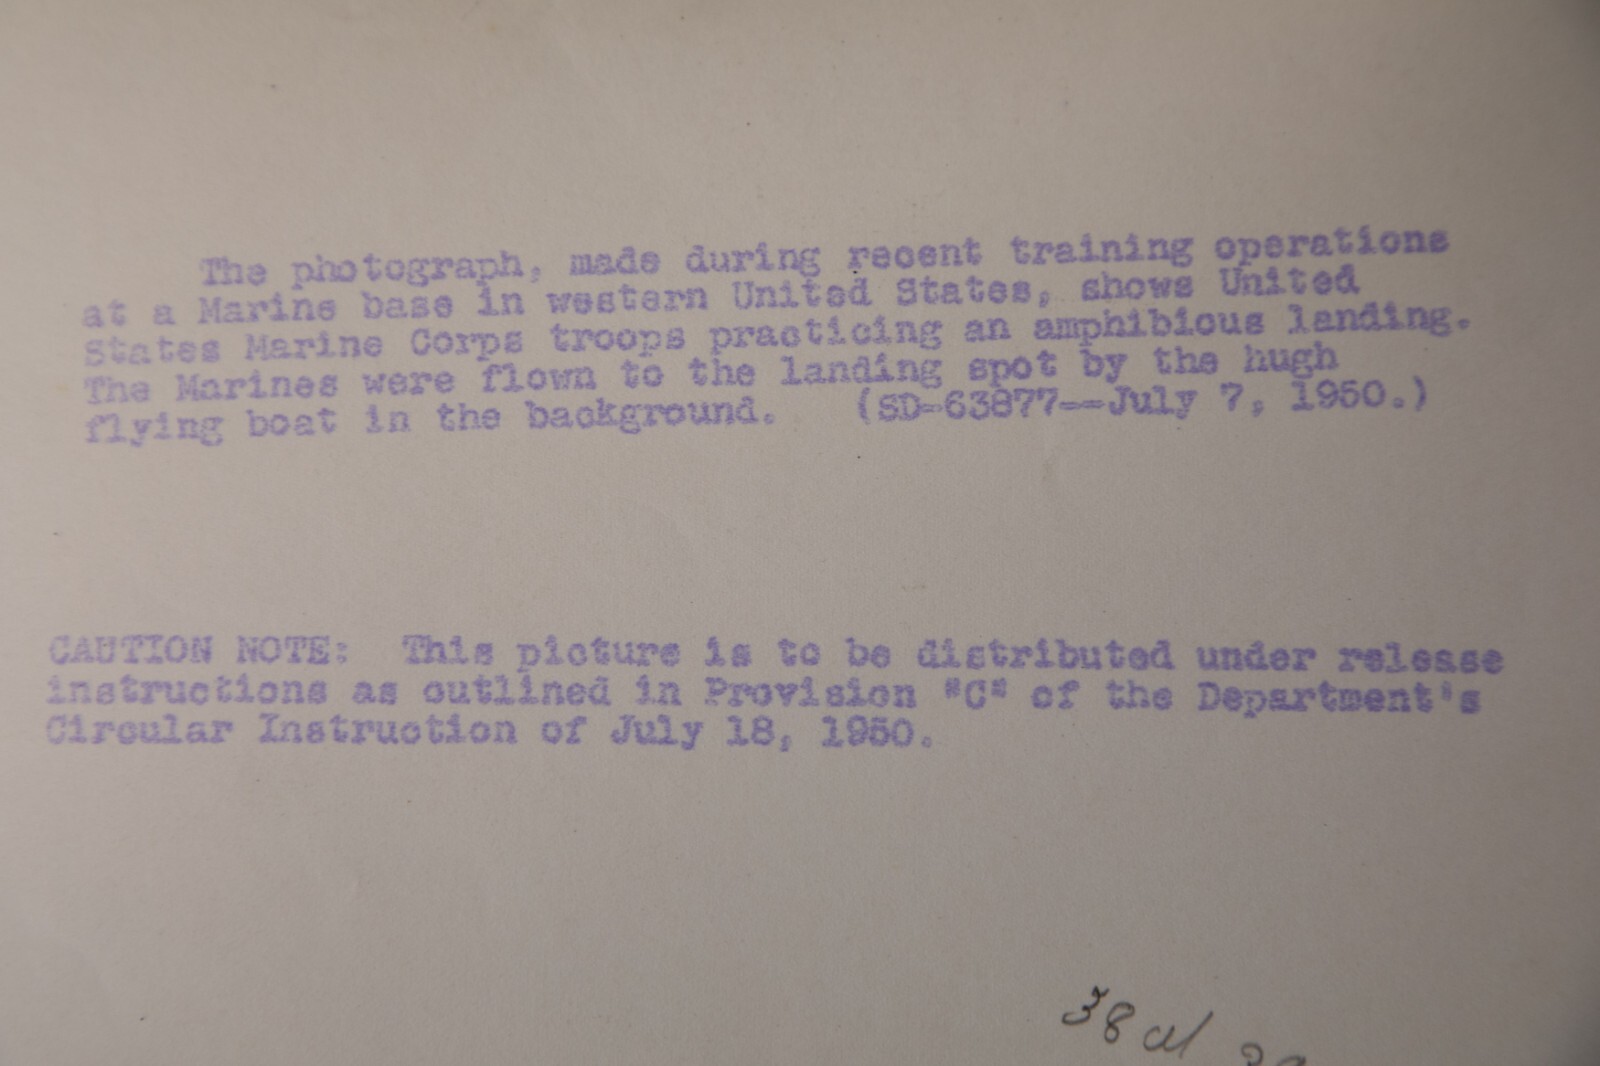 The photograph, made during recent training operations
at a Marine base in western United States, shows United
States Marine Corps troops practicing an amphibious landing.
The Marines were flown to the landing spot by the hugh
flying boat in the background. (SD-63877--July 7, 1950.)
CAUTION NOTE: This picture is to be distributed under release
instructions as outlined in Provision "C" of the Department's
Circular Instruction of July 18, 1950.
38